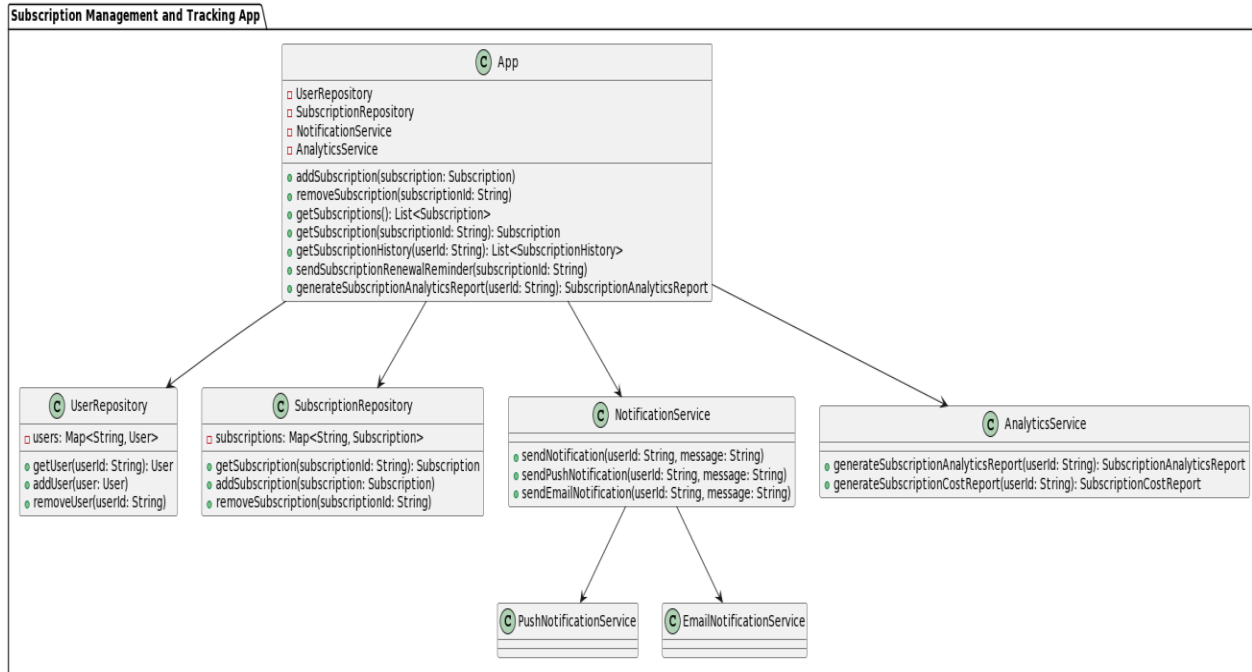 Subscription Management and Tracking App
C App
UserRepository
SubscriptionRepository
NotificationService
AnalyticsService
addSubscription(subscription: Subscription)
removeSubscription(subscriptionId: String)
getSubscriptions(): List<Subscription>
getSubscription(subscriptionId: String): Subscription
getSubscriptionHistory(userId: String): List<SubscriptionHistory>
sendSubscriptionRenewalReminder(subscriptionId: String)
generateSubscriptionAnalyticsReport(userId: String): SubscriptionAnalyticsReport
C UserRepository
users: Map<String, User>
getUser(userId: String): User
addUser(user: User)
removeUser(userId: String)
C SubscriptionRepository
subscriptions: Map<String, Subscription>
getSubscription(subscriptionId: String): Subscription
addSubscription(subscription: Subscription)
removeSubscription(subscriptionId: String)
C NotificationService
sendNotification(userId: String, message: String)
sendPushNotification(userId: String, message: String)
sendEmailNotification(userId: String, message: String)
C AnalyticsService
generateSubscriptionAnalyticsReport(userId: String): SubscriptionAnalyticsReport
generateSubscriptionCostReport(userId: String): SubscriptionCostReport
C PushNotificationService
C EmailNotificationService